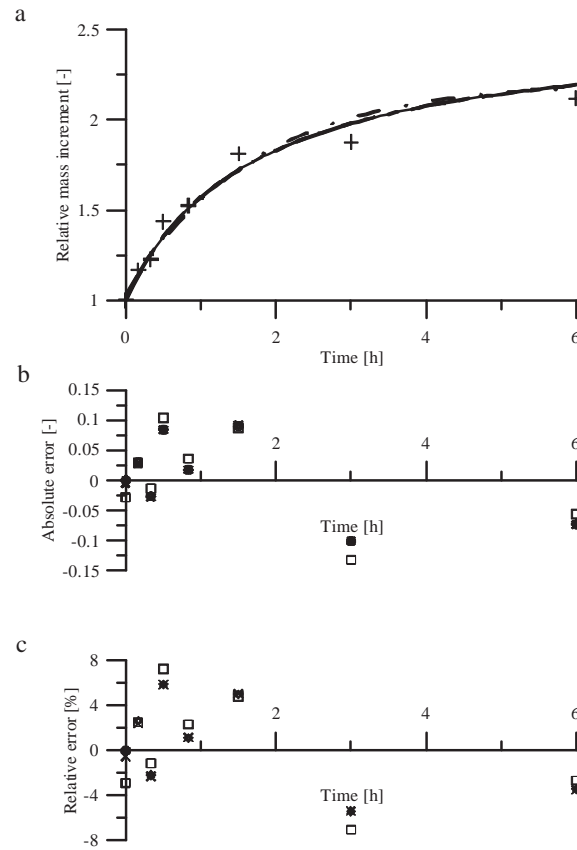 a
2.5
2
1.5
1
0
2
4
6
Relative mass increment [-]
Time [h]
b
0.15
0.1
0.05
0
-0.05
-0.1
-0.15
2
4
6
Absolute error [-]
Time [h]
c
8
4
0
-4
-8
2
4
6
Relative error [%]
Time [h]